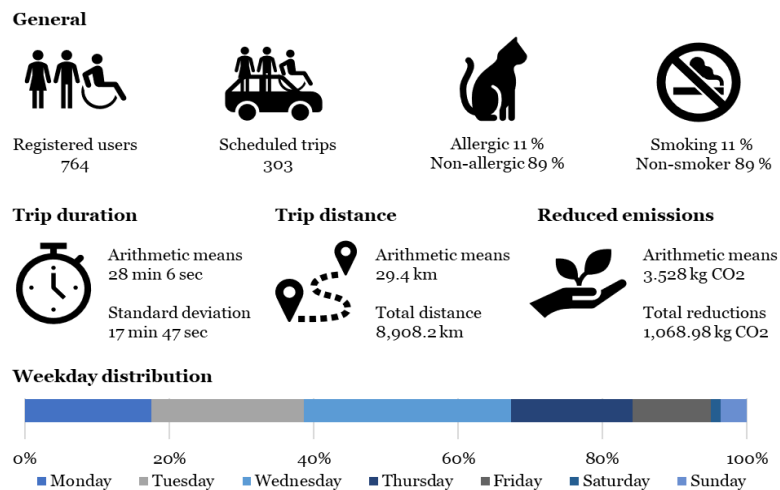 General
Registered users
764
Scheduled trips
303
Allergic 11 %
Non-allergic 89 %
Smoking 11 %
Non-smoker 89 %
Trip duration
Arithmetic means
28 min 6 sec
Standard deviation
17 min 47 sec
Trip distance
Arithmetic means
29.4 km
Total distance
8,908.2 km
Reduced emissions
Arithmetic means
3.528 kg CO2
Total reductions
1,068.98 kg CO2
Weekday distribution
0% 20% 40% 60% 80% 100%
Monday Tuesday Wednesday Thursday Friday Saturday Sunday